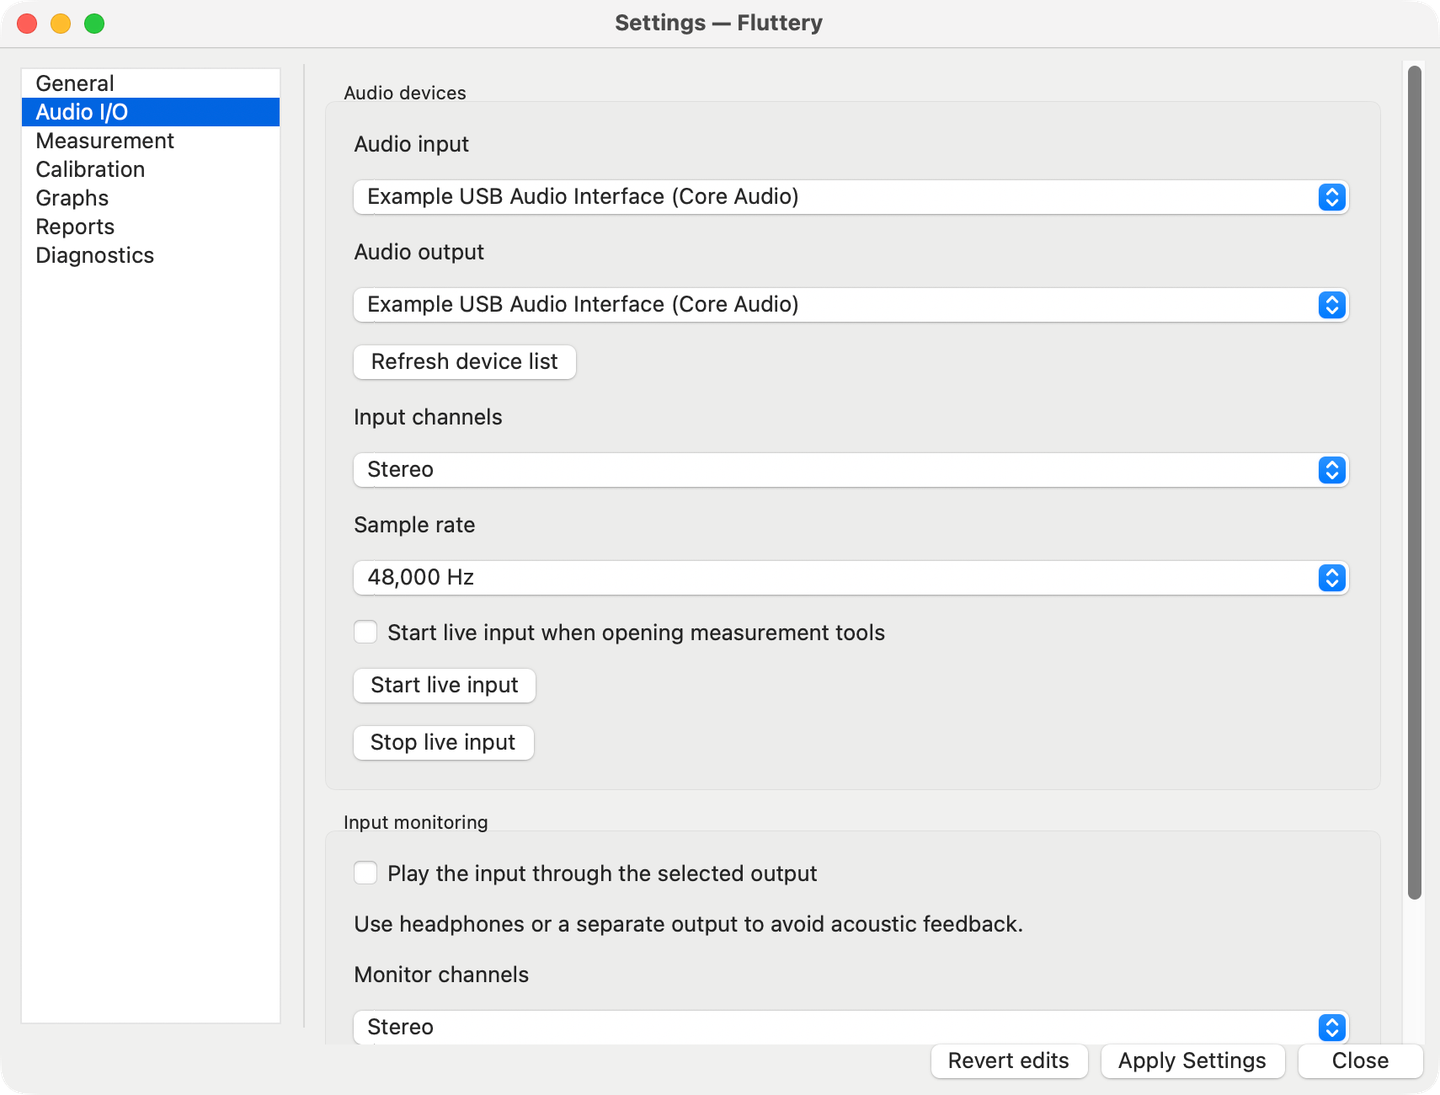 Settings — Fluttery
General
Audio I/O
Measurement
Calibration
Graphs
Reports
Diagnostics
Audio devices
Audio input
Example USB Audio Interface (Core Audio)
Audio output
Example USB Audio Interface (Core Audio)
Refresh device list
Input channels
Stereo
Sample rate
48,000 Hz
Start live input when opening measurement tools
Start live input
Stop live input
Input monitoring
Play the input through the selected output
Use headphones or a separate output to avoid acoustic feedback.
Monitor channels
Stereo
Revert edits
Apply Settings
Close